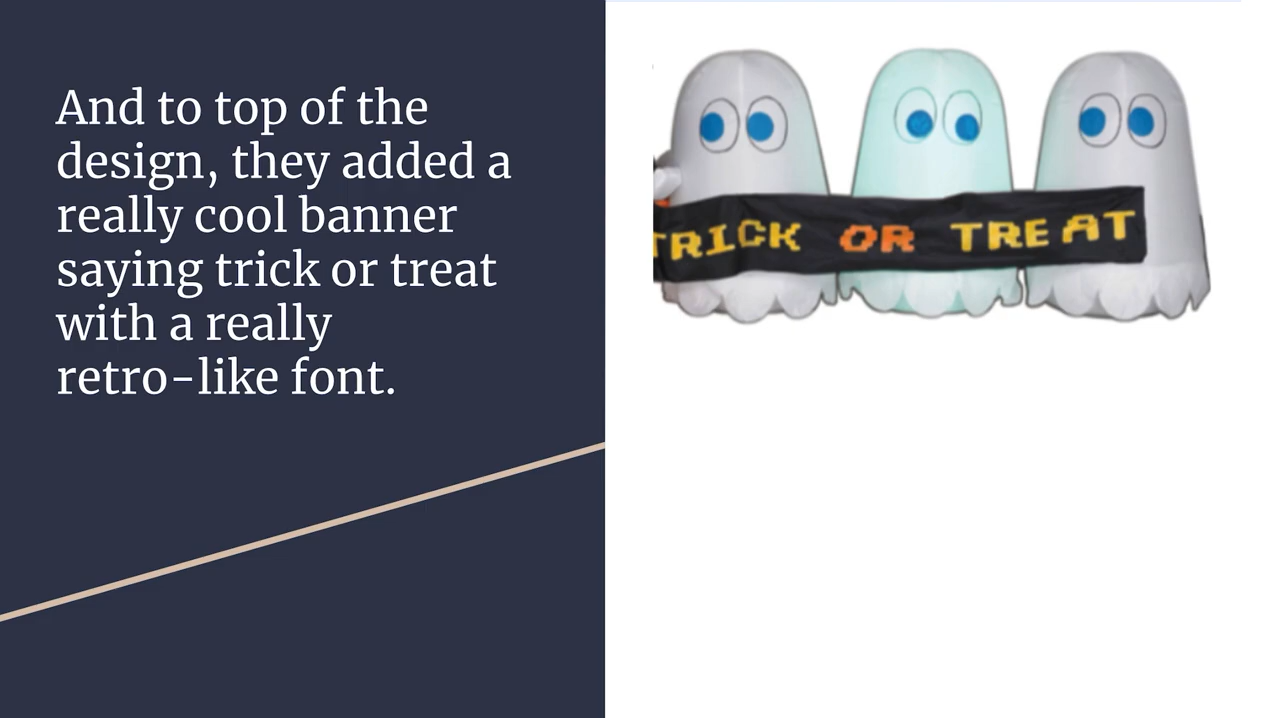 And to top of the
design, they added a
really cool banner
saying trick or treat
with a really
retro-like font.
TRICK OR TREAT